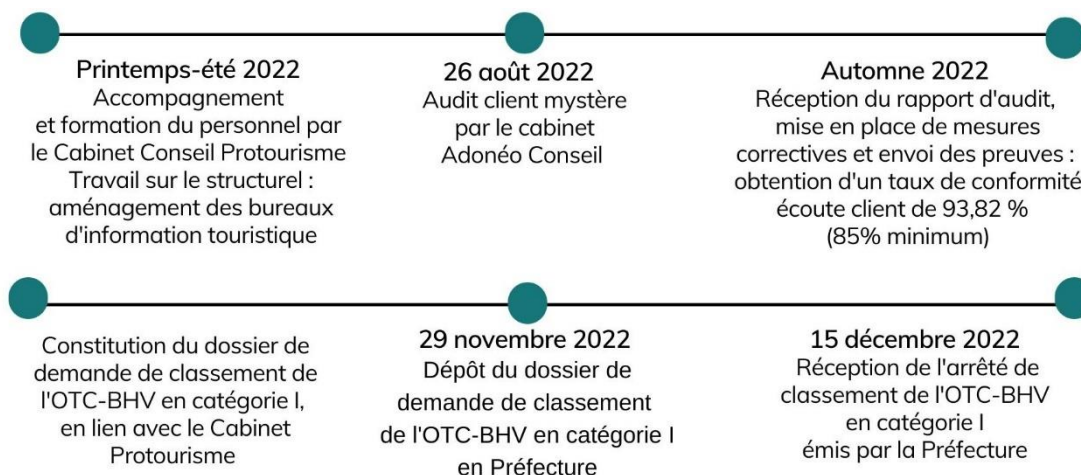 Printemps-été 2022
Accompagnement
et formation du personnel par
le Cabinet Conseil Protourisme
Travail sur le structurel :
aménagement des bureaux
d'information touristique
26 août 2022
Audit client mystère
par le cabinet
Adonéo Conseil
Automne 2022
Réception du rapport d'audit,
mise en place de mesures
correctives et envoi des preuves :
obtention d'un taux de conformité
écoute client de 93,82 %
(85% minimum)
Constitution du dossier de
demande de classement de
l'OTC-BHV en catégorie I,
en lien avec le Cabinet
Protourisme
29 novembre 2022
Dépôt du dossier de
demande de classement
de l'OTC-BHV en catégorie I
en Préfecture
15 décembre 2022
Réception de l'arrêté de
classement de l'OTC-BHV
en catégorie I
émis par la Préfecture